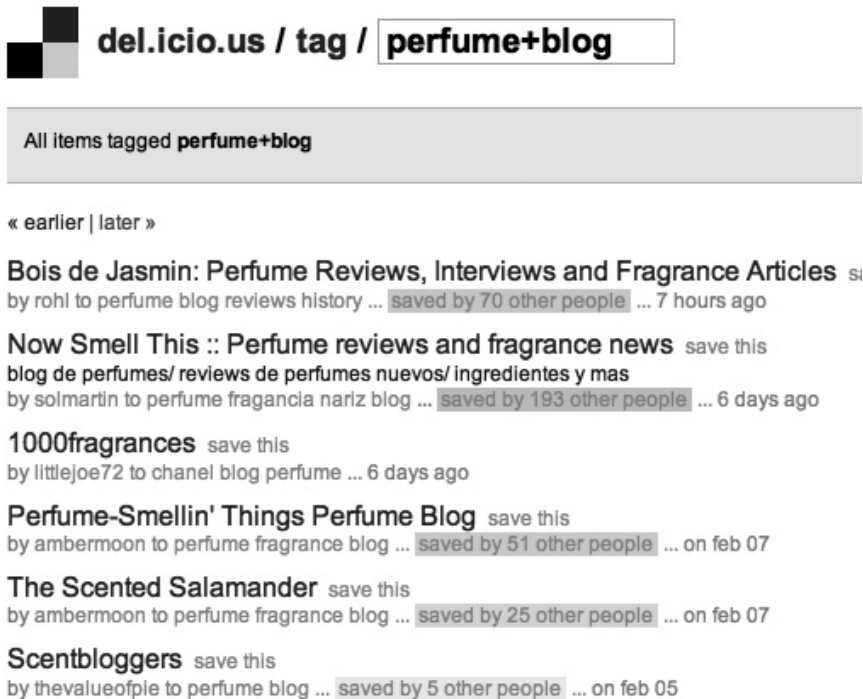 del.icio.us / tag / perfume+blog
All items tagged perfume+blog
« earlier | later »
Bois de Jasmin: Perfume Reviews, Interviews and Fragrance Articles
by rohl to perfume blog reviews history ... saved by 70 other people ... 7 hours ago
Now Smell This :: Perfume reviews and fragrance news save this
blog de perfumes/ reviews de perfumes nuevos/ ingredientes y mas
by solmartin to perfume fragancia nariz blog ... saved by 193 other people ... 6 days ago
1000fragrances save this
by littlejoe72 to chanel blog perfume ... 6 days ago
Perfume-Smellin' Things Perfume Blog save this
by ambermoon to perfume fragrance blog ... saved by 51 other people ... on feb 07
The Scented Salamander save this
by ambermoon to perfume fragrance blog ... saved by 25 other people ... on feb 07
Scentbloggers save this
by thevalueofpie to perfume blog ... saved by 5 other people ... on feb 05